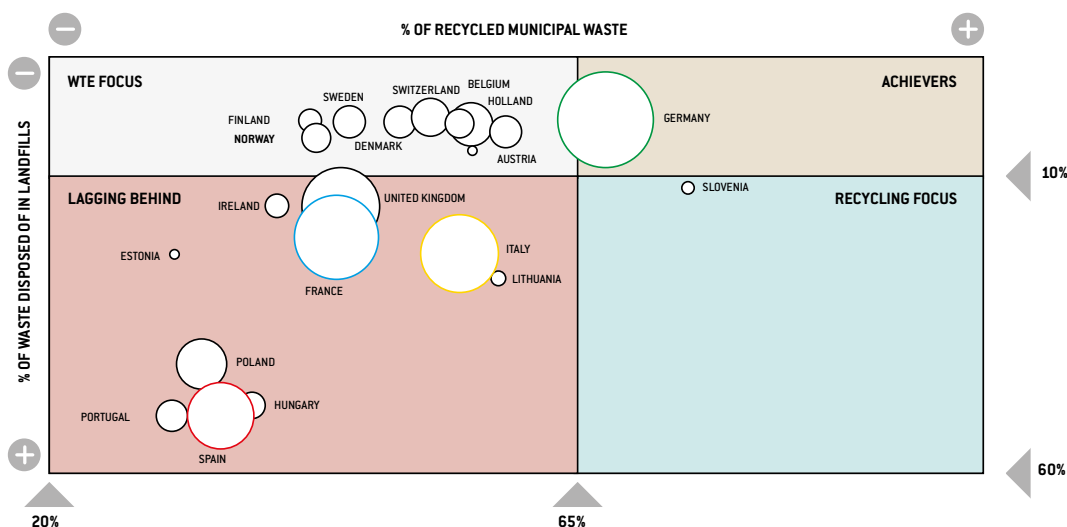 − % OF RECYCLED MUNICIPAL WASTE +
− % OF WASTE DISPOSED OF IN LANDFILLS +
WTE FOCUS
ACHIEVERS
SWEDEN
SWITZERLAND
BELGIUM
HOLLAND
FINLAND
NORWAY
DENMARK
AUSTRIA
GERMANY
10%
LAGGING BEHIND
RECYCLING FOCUS
SLOVENIA
IRELAND
UNITED KINGDOM
ESTONIA
ITALY
LITHUANIA
FRANCE
POLAND
HUNGARY
PORTUGAL
SPAIN
60%
20%
65%